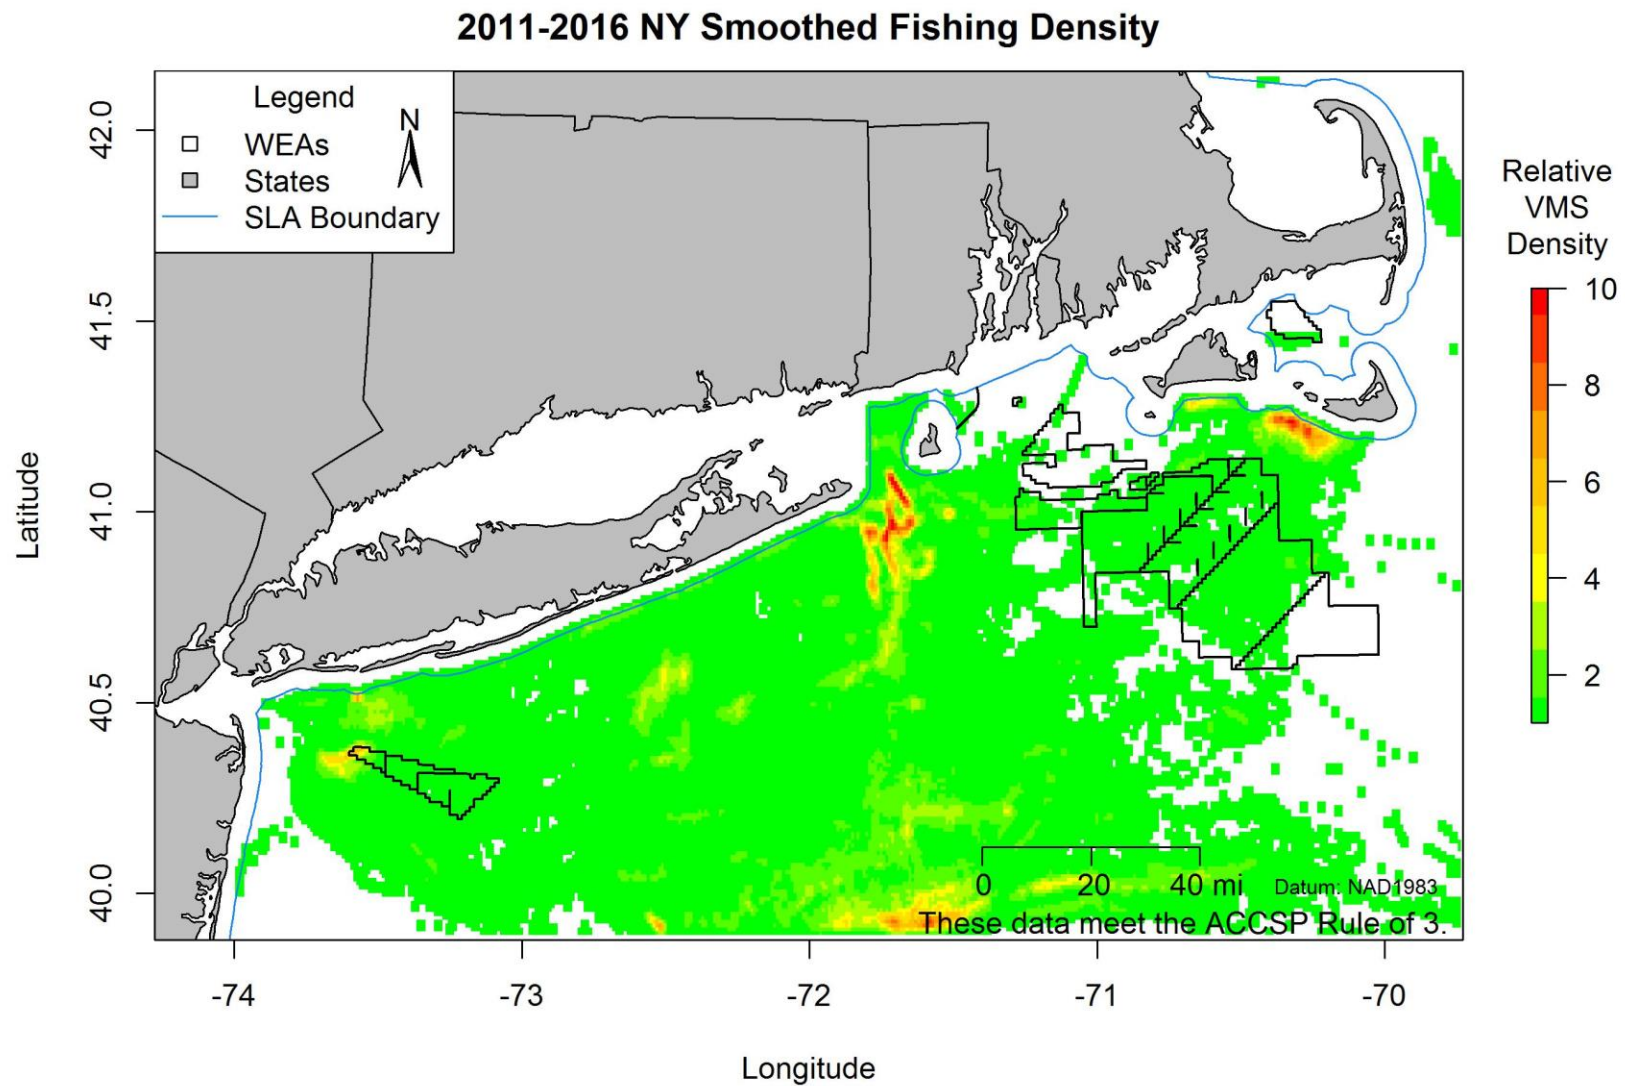 2011-2016 NY Smoothed Fishing Density
Legend
N
WEAs
States
SLA Boundary
Relative
VMS
Density
10
8
6
4
2
Latitude
42.0
41.5
41.0
40.5
40.0
0 20 40 mi Datum: NAD1983
These data meet the ACCSP Rule of 3.
-74 -73 -72 -71 -70
Longitude